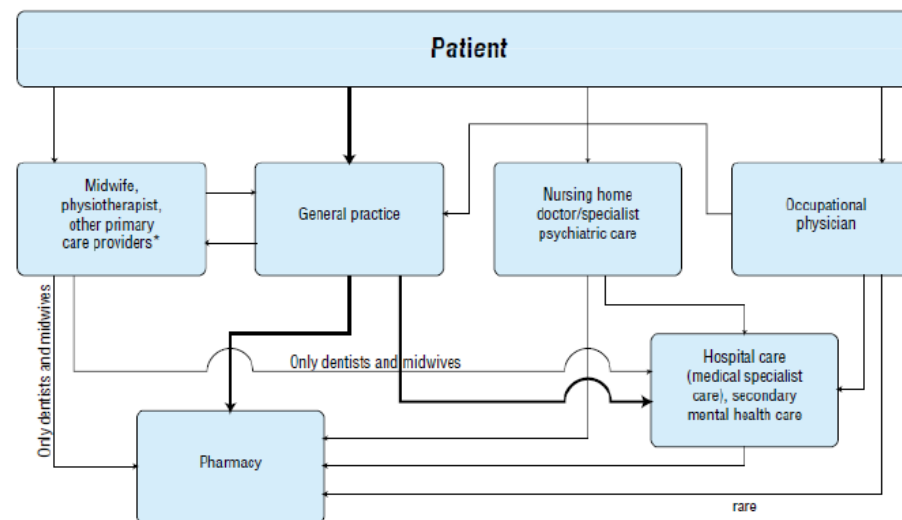 Patient
Midwife,
physiotherapist,
other primary
care providers*
General practice
Nursing home
doctor/specialist
psychiatric care
Occupational
physician
Only dentists and midwives
Only dentists and midwives
Hospital care
(medical specialist
care), secondary
mental health care
Pharmacy
rare